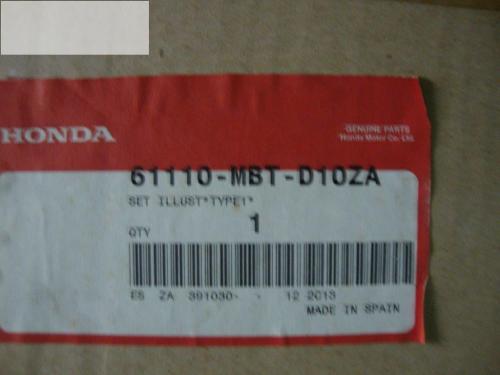 HONDA
GENUINE PARTS
Honda Motor Co., Ltd.
61110-MBT-D10ZA
SET ILLUST*TYPE1*
QTY 1
ES ZA 391030- - 12 2013
MADE IN SPAIN